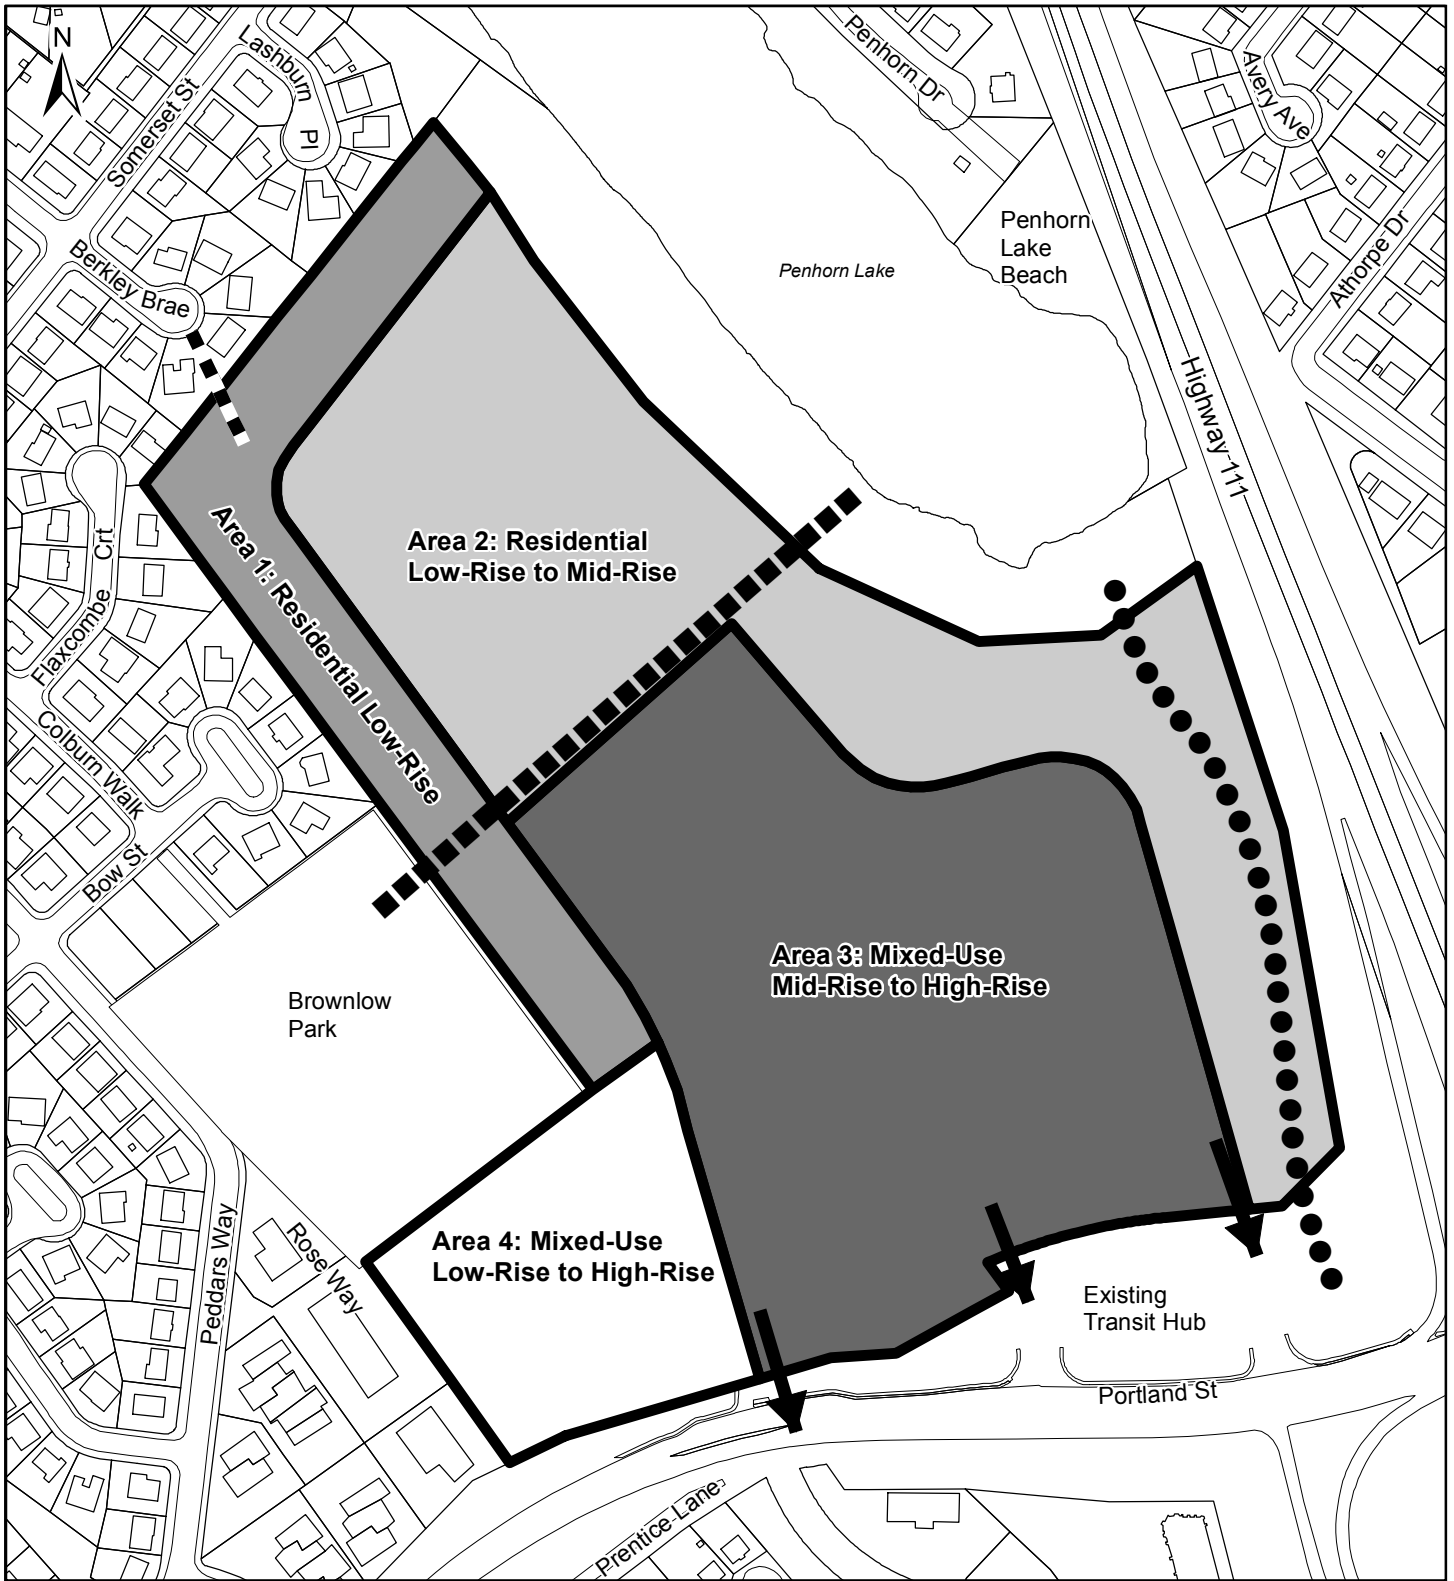 N
Lashburn
Pl
Somerset St
Berkley Brae
Penhorn Dr
Avery Ave
Penhorn
Lake
Beach
Penhorn Lake
Athorpe Dr
Highway 111
Flaxcombe Crt
Area 2: Residential
Low-Rise to Mid-Rise
Area 1: Residential Low-Rise
Colburn Walk
Bow St
Brownlow
Park
Area 3: Mixed-Use
Mid-Rise to High-Rise
Peddars Way
Rose Way
Area 4: Mixed-Use
Low-Rise to High-Rise
Existing
Transit Hub
Portland St
Prentice Lane